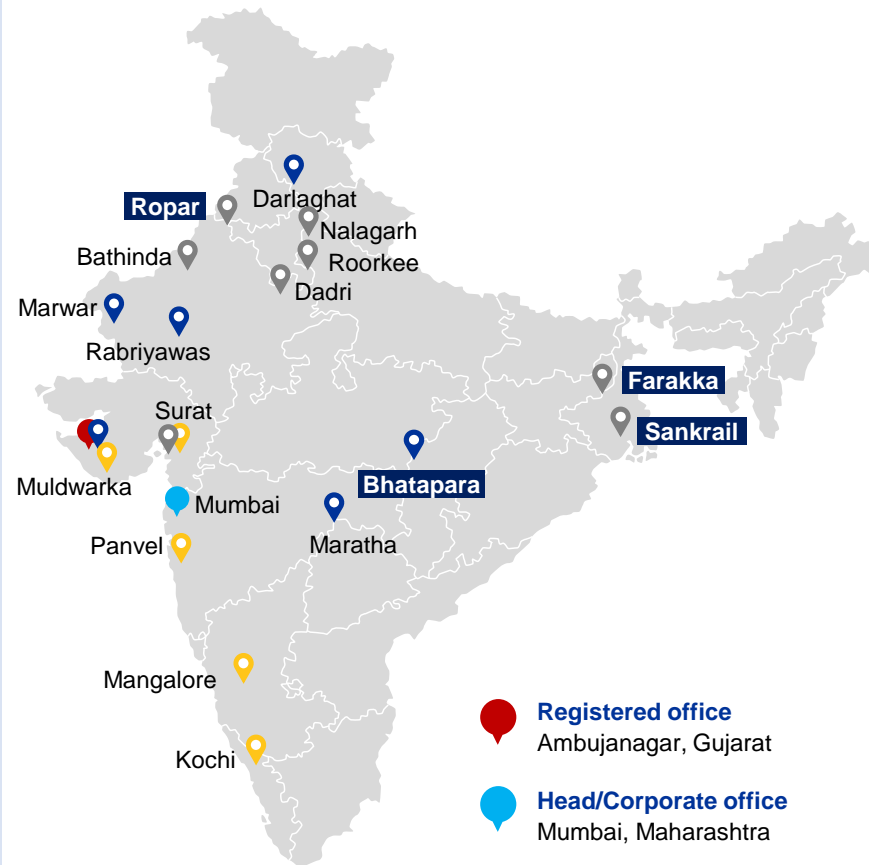 Darlaghat
Ropar
Nalagarh
Bathinda
Roorkee
Dadri
Marwar
Rabriyawas
Farakka
Surat
Sankrail
Muldwarka
Bhatapara
Mumbai
Panvel
Maratha
Mangalore
Kochi
Registered office
Ambujanagar, Gujarat
Head/Corporate office
Mumbai, Maharashtra